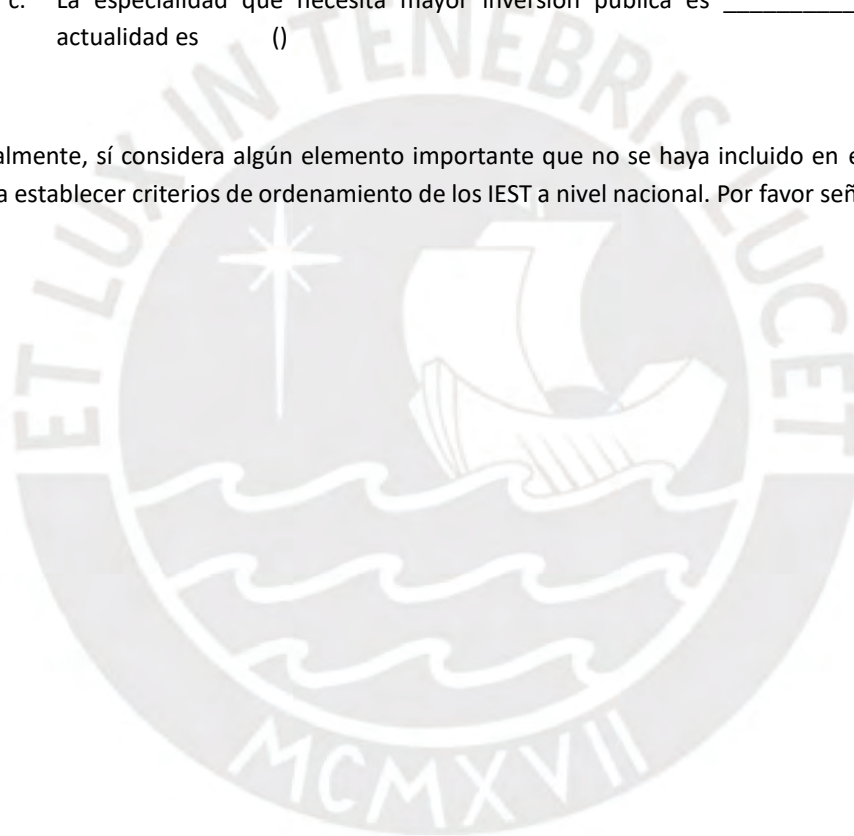 c. La especialidad que necesita mayor inversión pública es ___________
actualidad es ()
almente, sí considera algún elemento importante que no se haya incluido en e
a establecer criterios de ordenamiento de los IEST a nivel nacional. Por favor señ
ET LUX IN TENEBRIS LUCET
MCMXVII